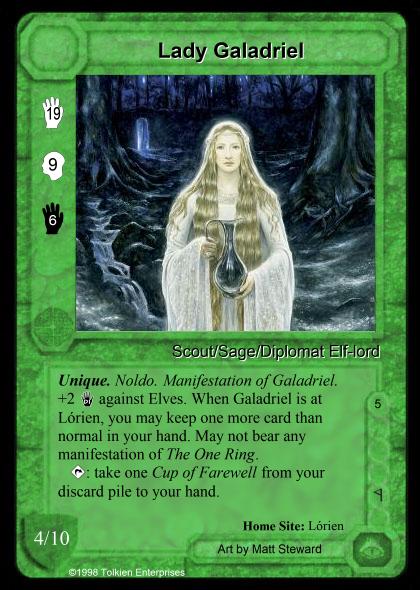 Lady Galadriel
19
9
6
Scout/Sage/Diplomat Elf-lord
Unique. Noldo. Manifestation of Galadriel.
+2 against Elves. When Galadriel is at
Lórien, you may keep one more card than
normal in your hand. May not bear any
manifestation of The One Ring.
: take one Cup of Farewell from your
discard pile to your hand.
5
Home Site: Lórien
4/10
Art by Matt Steward
©1998 Tolkien Enterprises